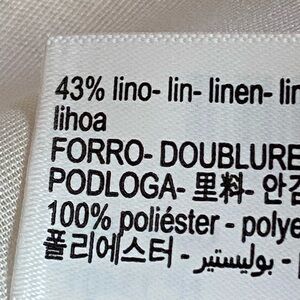 43% lino- lin- linen- lin
lihoa
FORRO- DOUBLURE
PODLOGA- 里料- 안감
100% poliéster - polye
폴리에스터 - بوليستير -